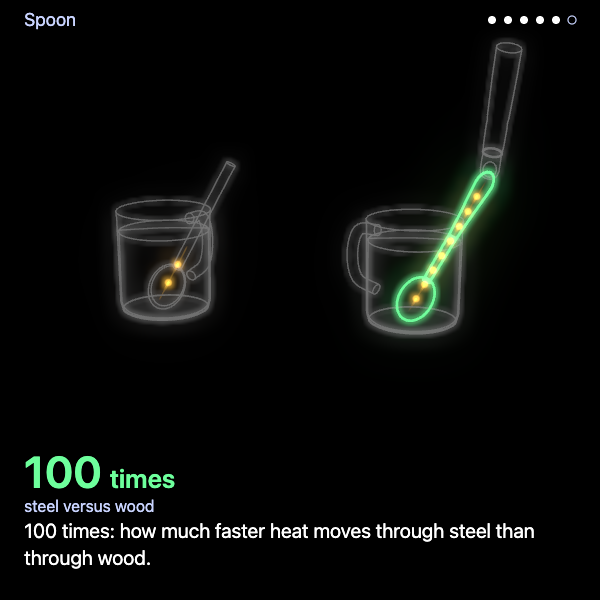 Spoon
100 times
steel versus wood
100 times: how much faster heat moves through steel than
through wood.